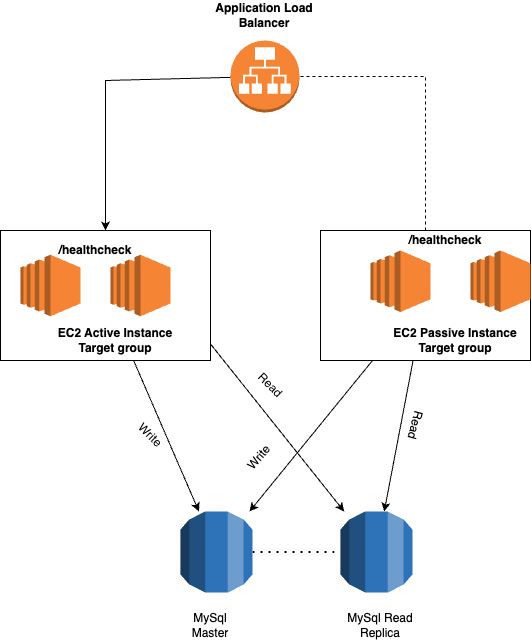 Application Load
Balancer
/healthcheck
EC2 Active Instance
Target group
/healthcheck
EC2 Passive Instance
Target group
Write
Read
Write
Read
MySql
Master
MySql Read
Replica